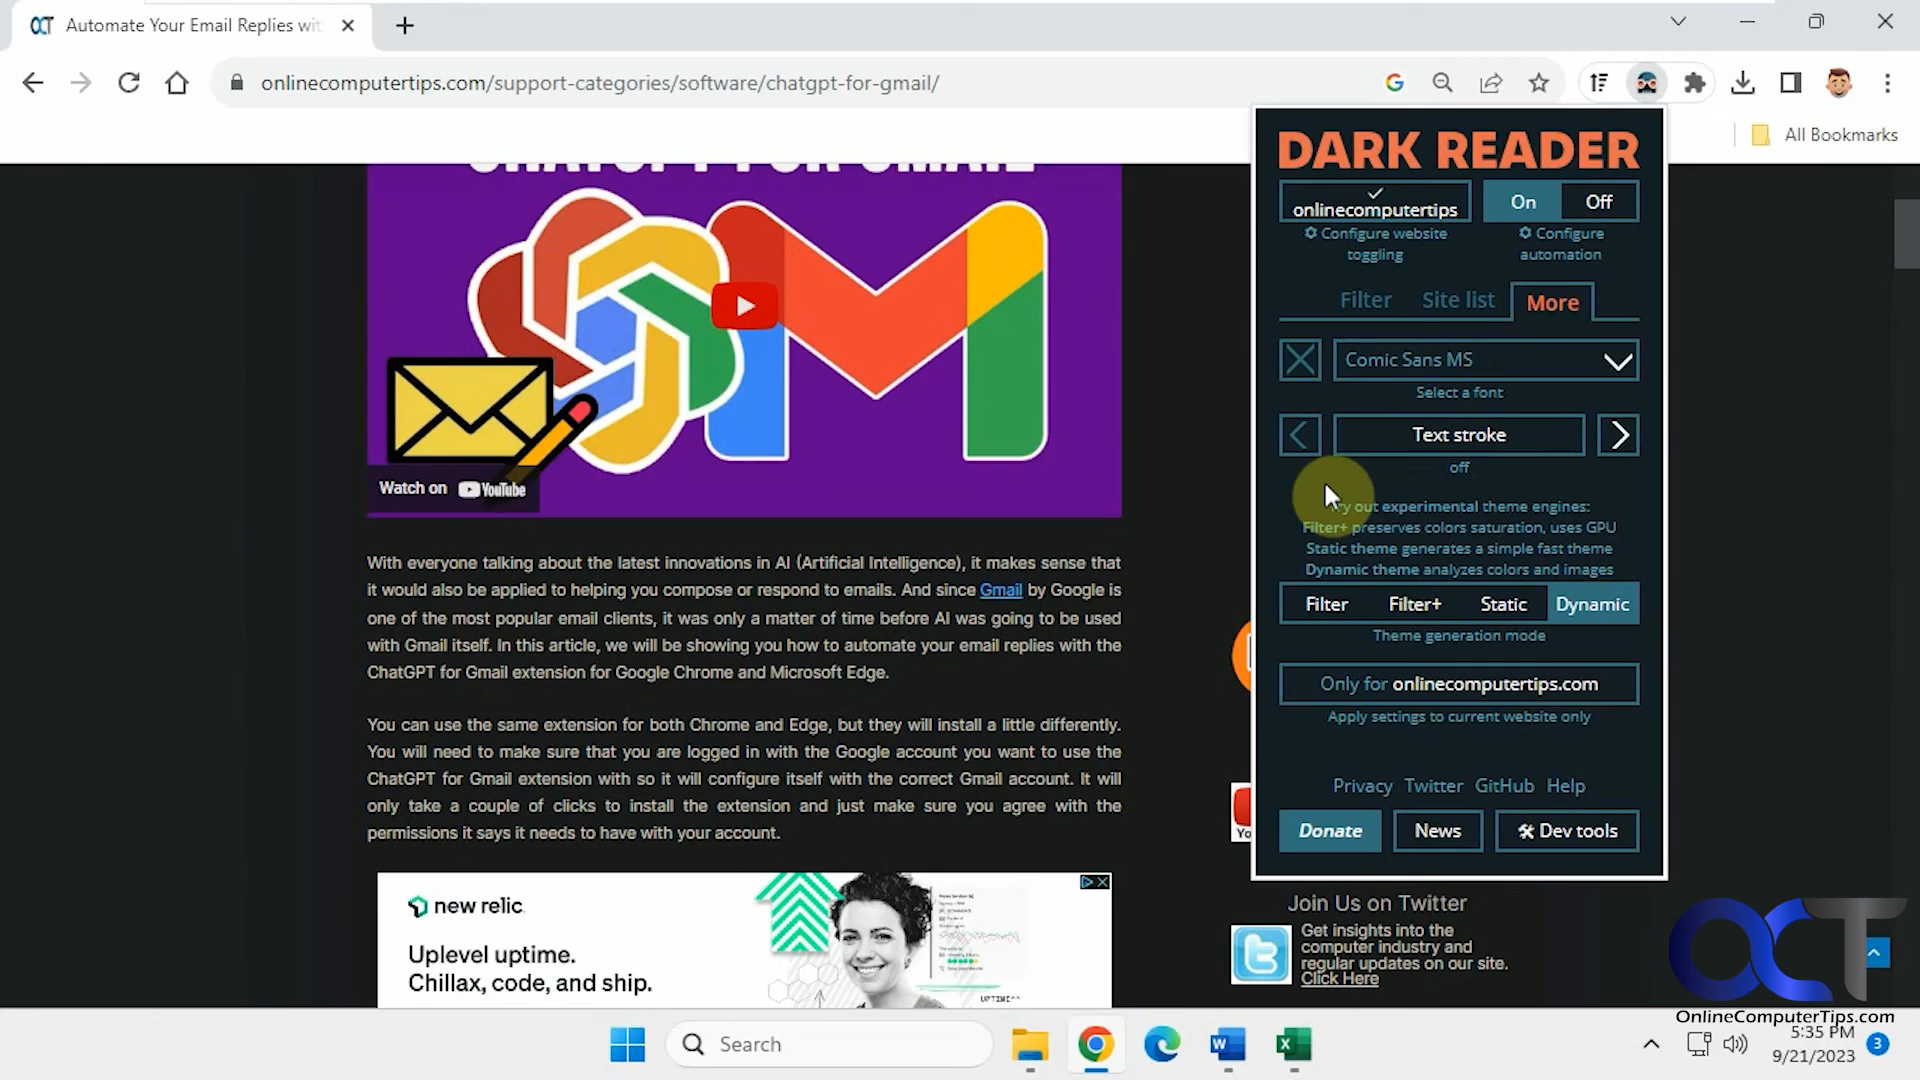 OCT Automate Your Email Replies wit
onlinecomputertips.com/support-categories/software/chatgpt-for-gmail/
All Bookmarks
Watch on YouTube
With everyone talking about the latest innovations in AI (Artificial Intelligence), it makes sense that
it would also be applied to helping you compose or respond to emails. And since Gmail by Google is
one of the most popular email clients, it was only a matter of time before AI was going to be used
with Gmail itself. In this article, we will be showing you how to automate your email replies with the
ChatGPT for Gmail extension for Google Chrome and Microsoft Edge.
You can use the same extension for both Chrome and Edge, but they will install a little differently.
You will need to make sure that you are logged in with the Google account you want to use the
ChatGPT for Gmail extension with so it will configure itself with the correct Gmail account. It will
only take a couple of clicks to install the extension and just make sure you agree with the
permissions it says it needs to have with your account.
new relic
Uplevel uptime.
Chillax, code, and ship.
UPTIME^^
DARK READER
onlinecomputertips
On Off
Configure website
toggling
Configure
automation
Filter Site list More
Comic Sans MS
Select a font
Text stroke
off
out experimental theme engines:
Filter+ preserves colors saturation, uses GPU
Static theme generates a simple fast theme
Dynamic theme analyzes colors and images
Filter Filter+ Static Dynamic
Theme generation mode
Only for onlinecomputertips.com
Apply settings to current website only
Privacy Twitter GitHub Help
Donate News Dev tools
Yo
Join Us on Twitter
Get insights into the
computer industry and
regular updates on our site.
Click Here
OCT
OnlineComputerTips.com
Search
5:35 PM
9/21/2023
3